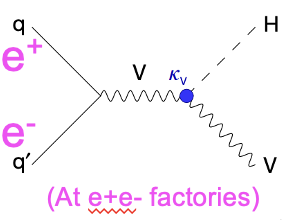 q
H
e+
V
κv
e-
q′
V
(At e+e- factories)